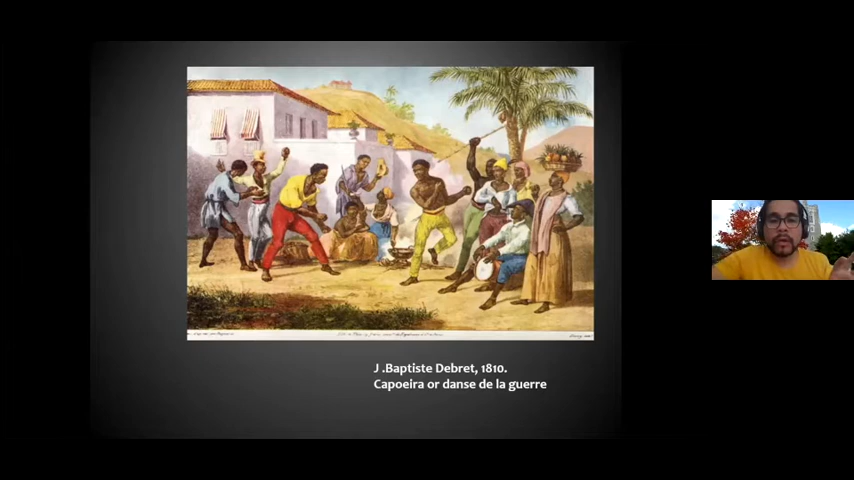 J .Baptiste Debret, 1810.
Capoeira or danse de la guerre